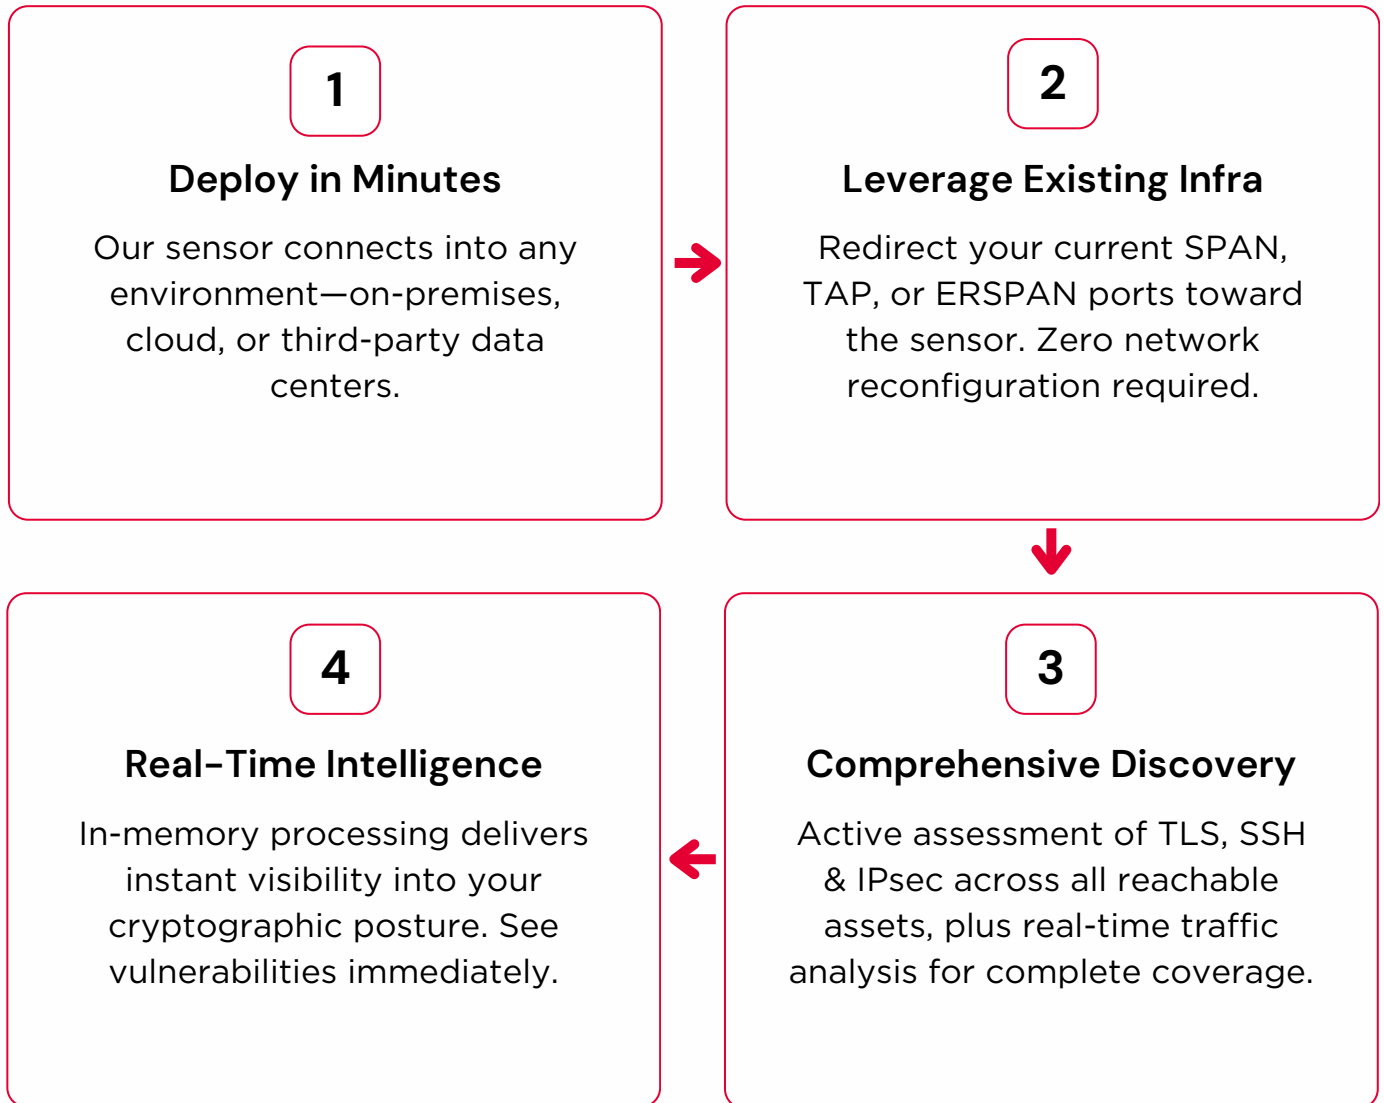 1
Deploy in Minutes
Our sensor connects into any
environment—on-premises,
cloud, or third-party data
centers.
2
Leverage Existing Infra
Redirect your current SPAN,
TAP, or ERSPAN ports toward
the sensor. Zero network
reconfiguration required.
3
Comprehensive Discovery
Active assessment of TLS, SSH
& IPsec across all reachable
assets, plus real-time traffic
analysis for complete coverage.
4
Real-Time Intelligence
In-memory processing delivers
instant visibility into your
cryptographic posture. See
vulnerabilities immediately.